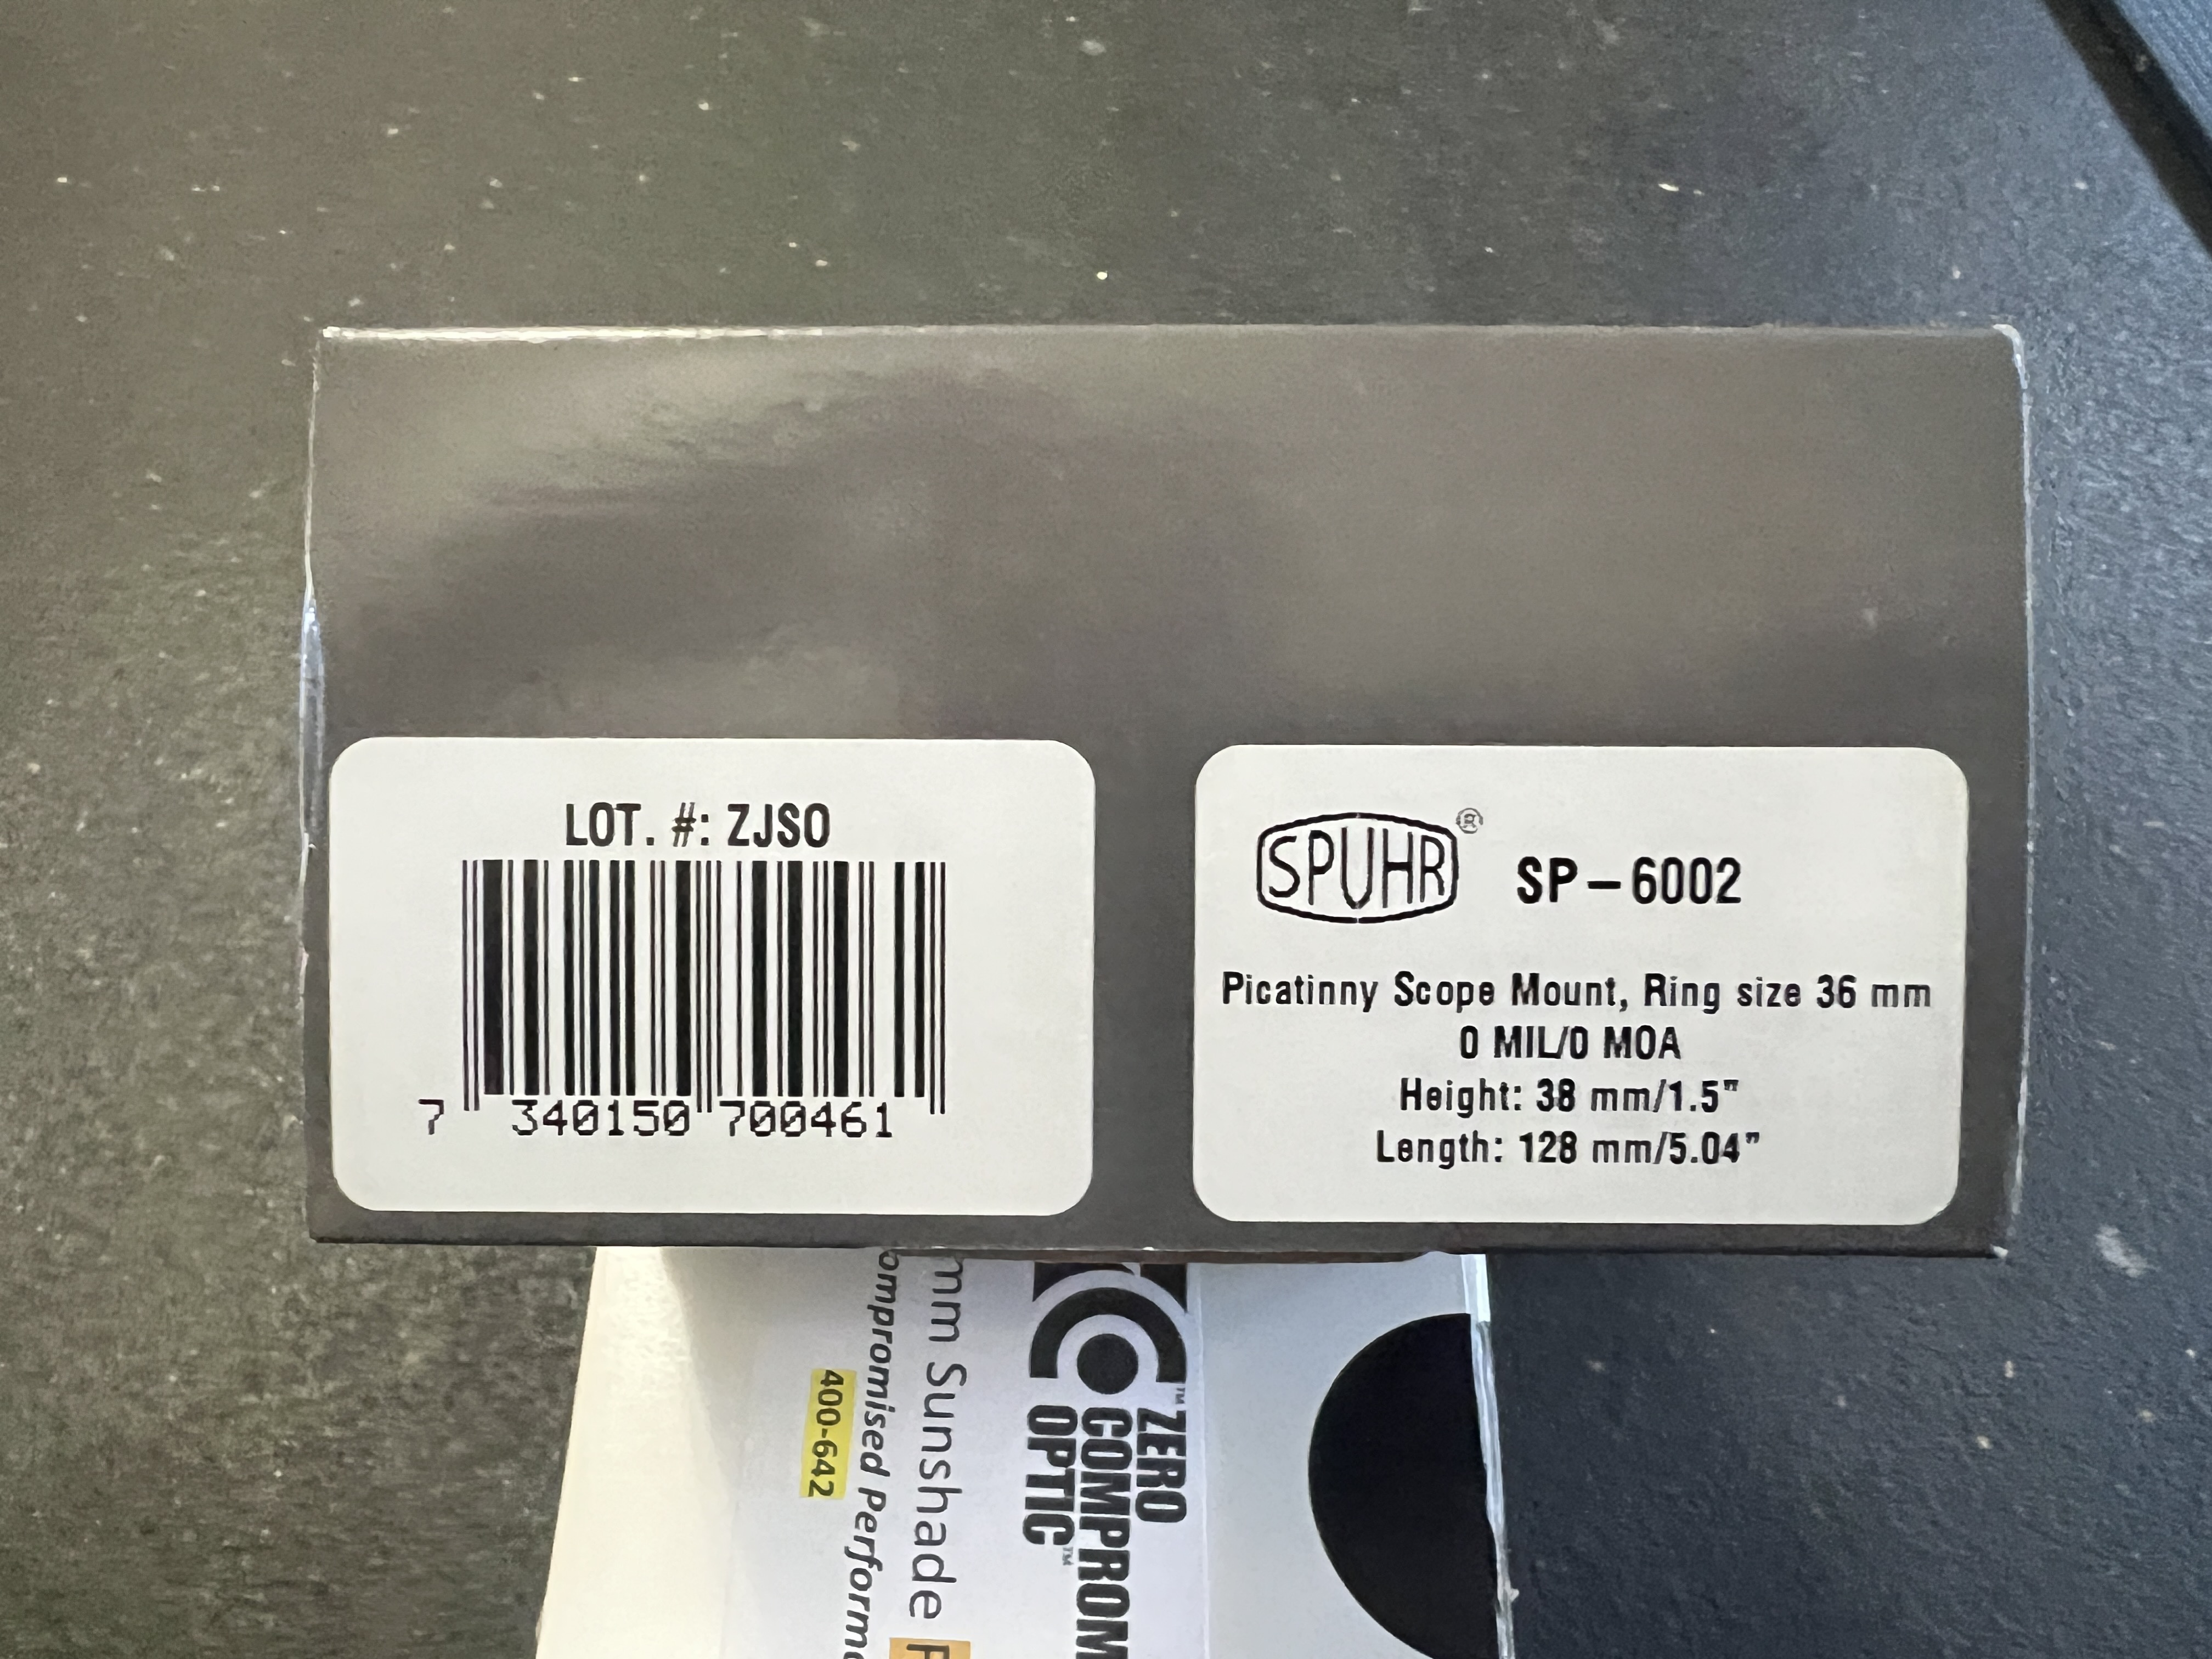 LOT. #: ZJSO
7 340150 700461
SPUHR® SP-6002
Picatinny Scope Mount, Ring size 36 mm
0 MIL/0 MOA
Height: 38 mm/1.5"
Length: 128 mm/5.04"
ZERO
COMPROM
OPTIC™
mm Sunshade
ompromised Perform
400-642